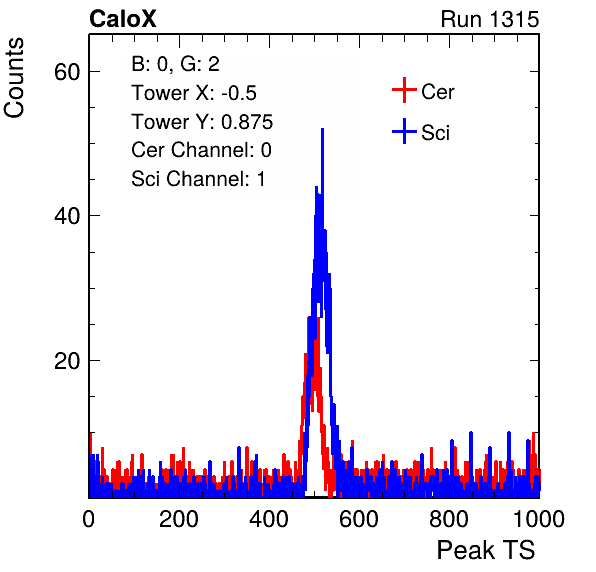 CaloX Run 1315
Counts
60
40
20
B: 0, G: 2
Tower X: -0.5
Tower Y: 0.875
Cer Channel: 0
Sci Channel: 1
Cer
Sci
0 200 400 600 800 1000
Peak TS